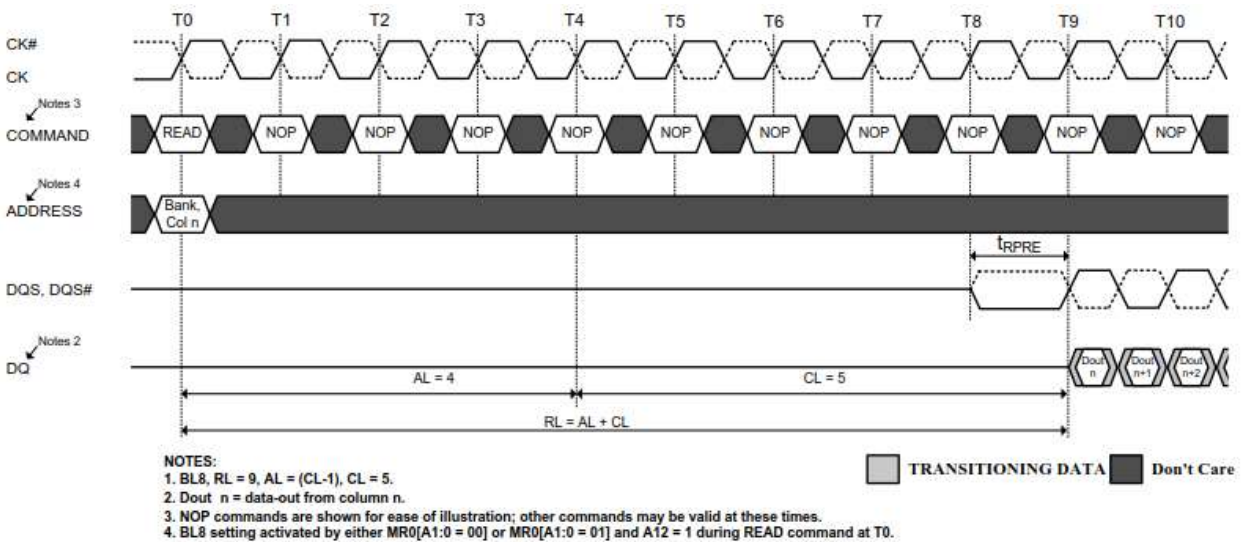 T0 T1 T2 T3 T4 T5 T6 T7 T8 T9 T10
CK#
CK
Notes 3
COMMAND READ NOP NOP NOP NOP NOP NOP NOP NOP NOP NOP
Notes 4
ADDRESS
Bank,
Col n
tRPRE
DQS, DQS#
Notes 2
DQ
Dout
n
Dout
n+1
Dout
n+2
AL = 4 CL = 5
RL = AL + CL
NOTES:
1. BL8, RL = 9, AL = (CL-1), CL = 5.
2. Dout n = data-out from column n.
3. NOP commands are shown for ease of illustration; other commands may be valid at these times.
4. BL8 setting activated by either MR0[A1:0 = 00] or MR0[A1:0 = 01] and A12 = 1 during READ command at T0.
TRANSITIONING DATA Don't Care